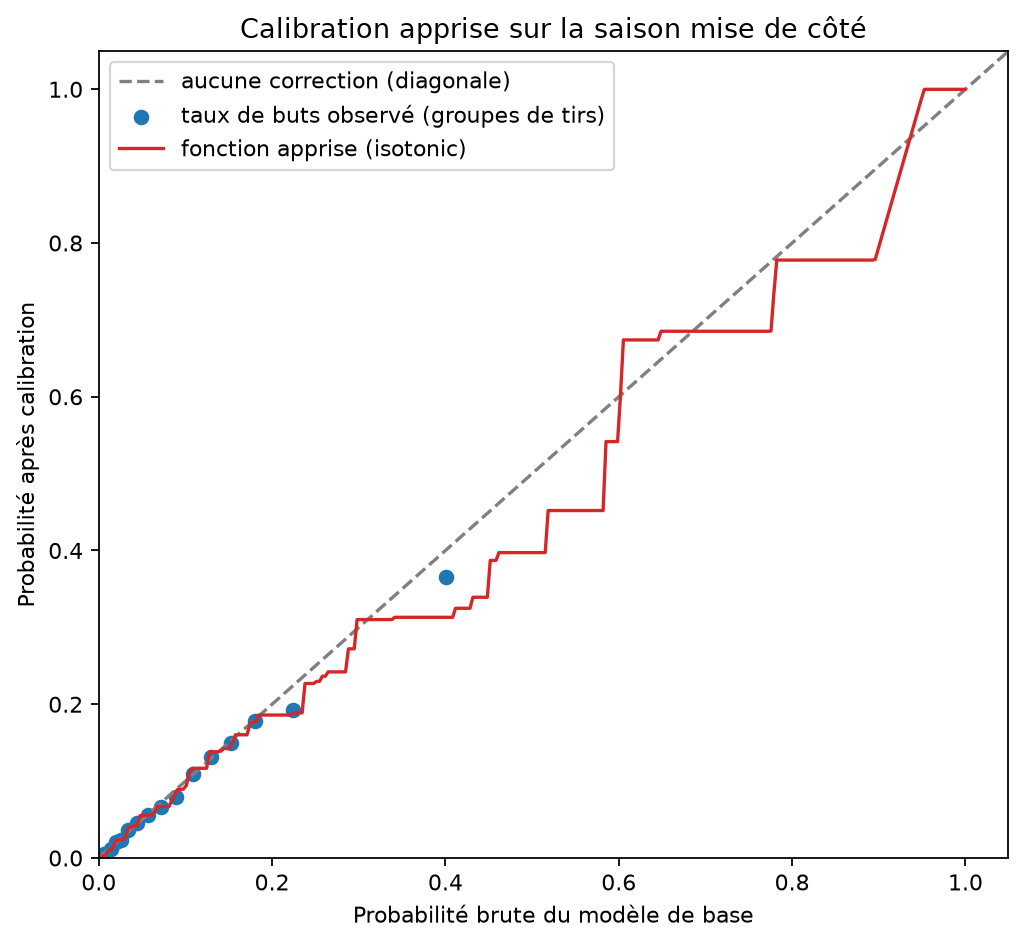 Calibration apprise sur la saison mise de côté
aucune correction (diagonale)
taux de buts observé (groupes de tirs)
fonction apprise (isotonic)
Probabilité après calibration
1.0
0.8
0.6
0.4
0.2
0.0
0.0 0.2 0.4 0.6 0.8 1.0
Probabilité brute du modèle de base